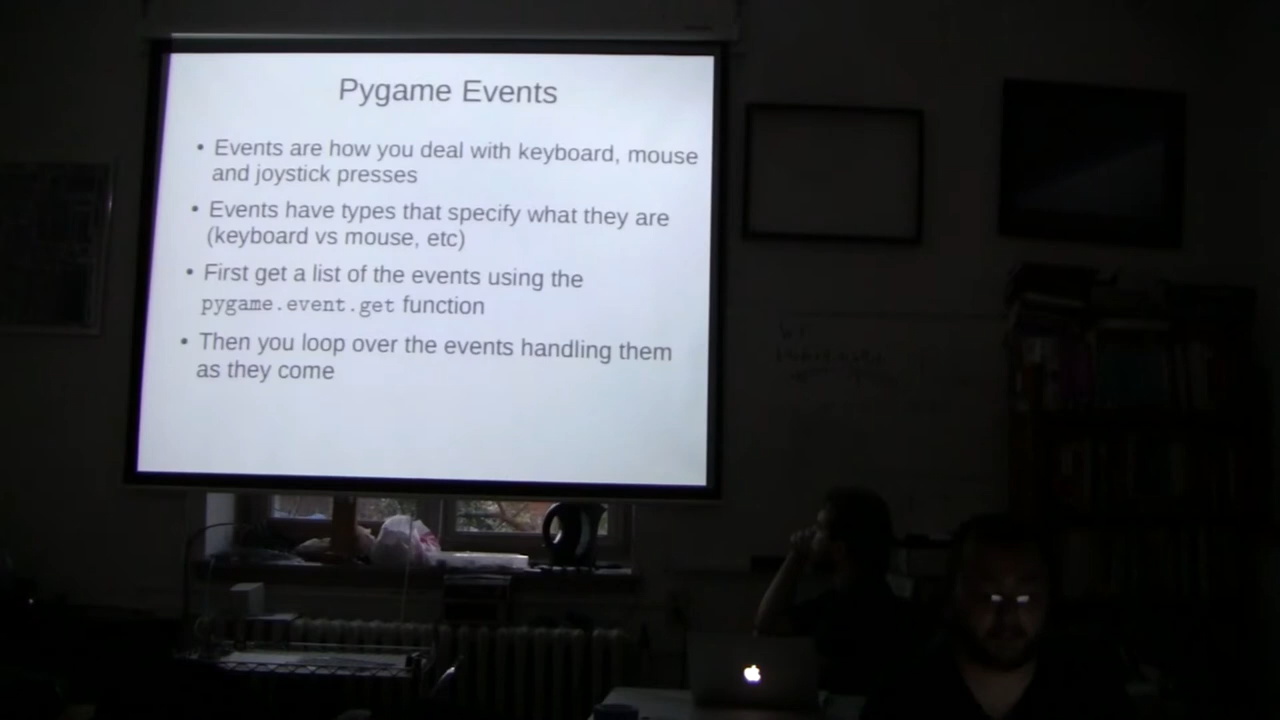 Pygame Events
• Events are how you deal with keyboard, mouse
and joystick presses
• Events have types that specify what they are
(keyboard vs mouse, etc)
• First get a list of the events using the
pygame.event.get function
• Then you loop over the events handling them
as they come